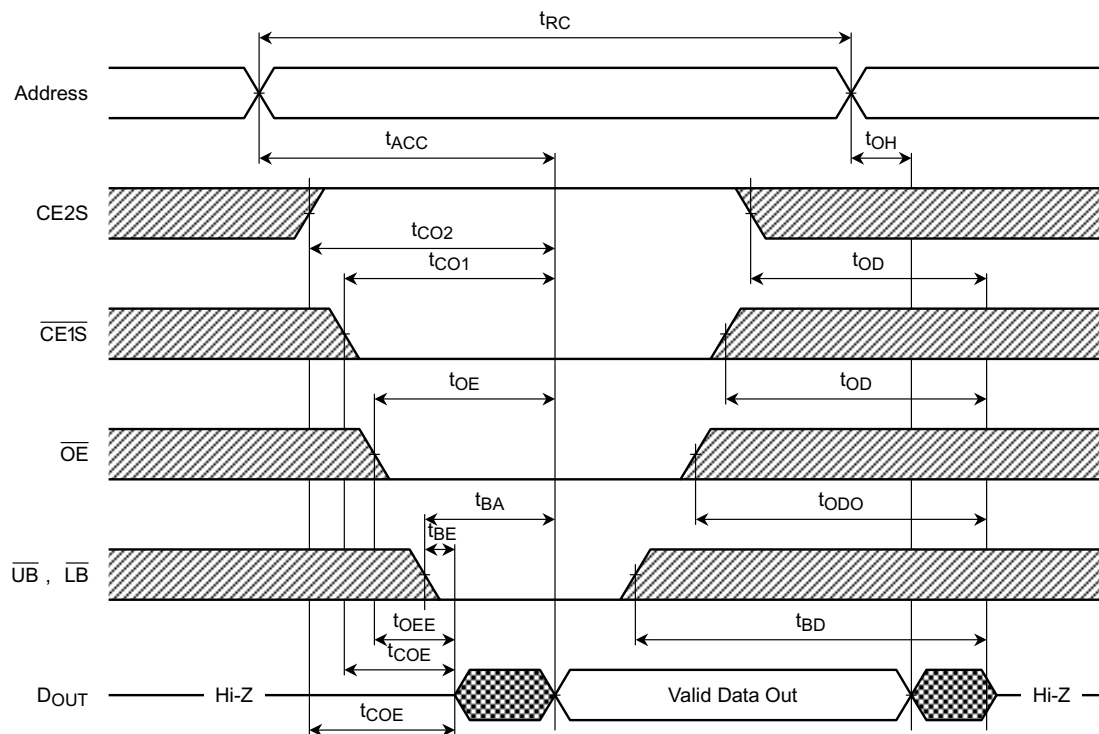 tRC
Address
tACC
tOH
CE2S
tCO2
tCO1
tOD
CE1S
tOE
tOD
OE
tBA
tODO
tBE
UB , LB
tOEE
tBD
tCOE
DOUT
Hi-Z
Valid Data Out
Hi-Z
tCOE